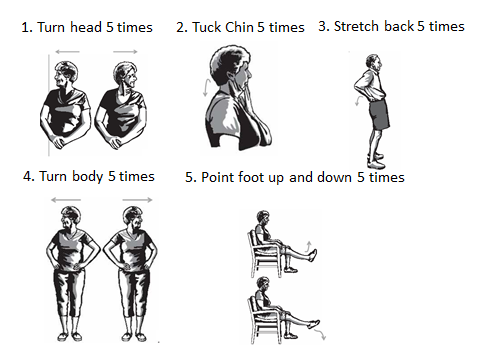 1. Turn head 5 times
2. Tuck Chin 5 times
3. Stretch back 5 times
4. Turn body 5 times
5. Point foot up and down 5 times